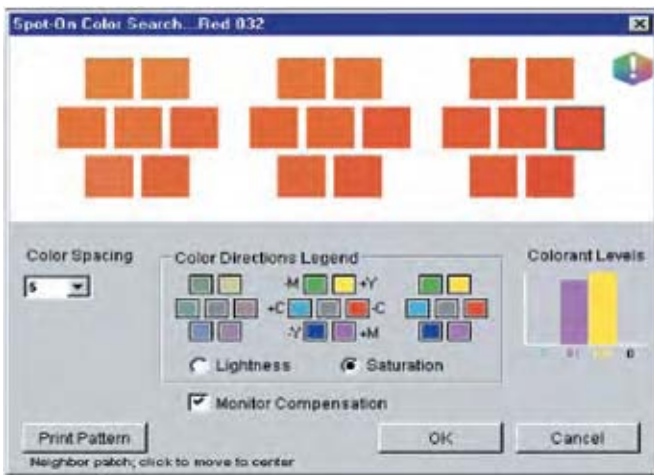 Spot-On Color Search...Red 032
Color Spacing
5
Color Directions Legend
-M +Y
+C -C
-Y +M
Lightness
Saturation
Monitor Compensation
Colorant Levels
0
Print Pattern
OK
Cancel
Neighbor patch; click to move to center